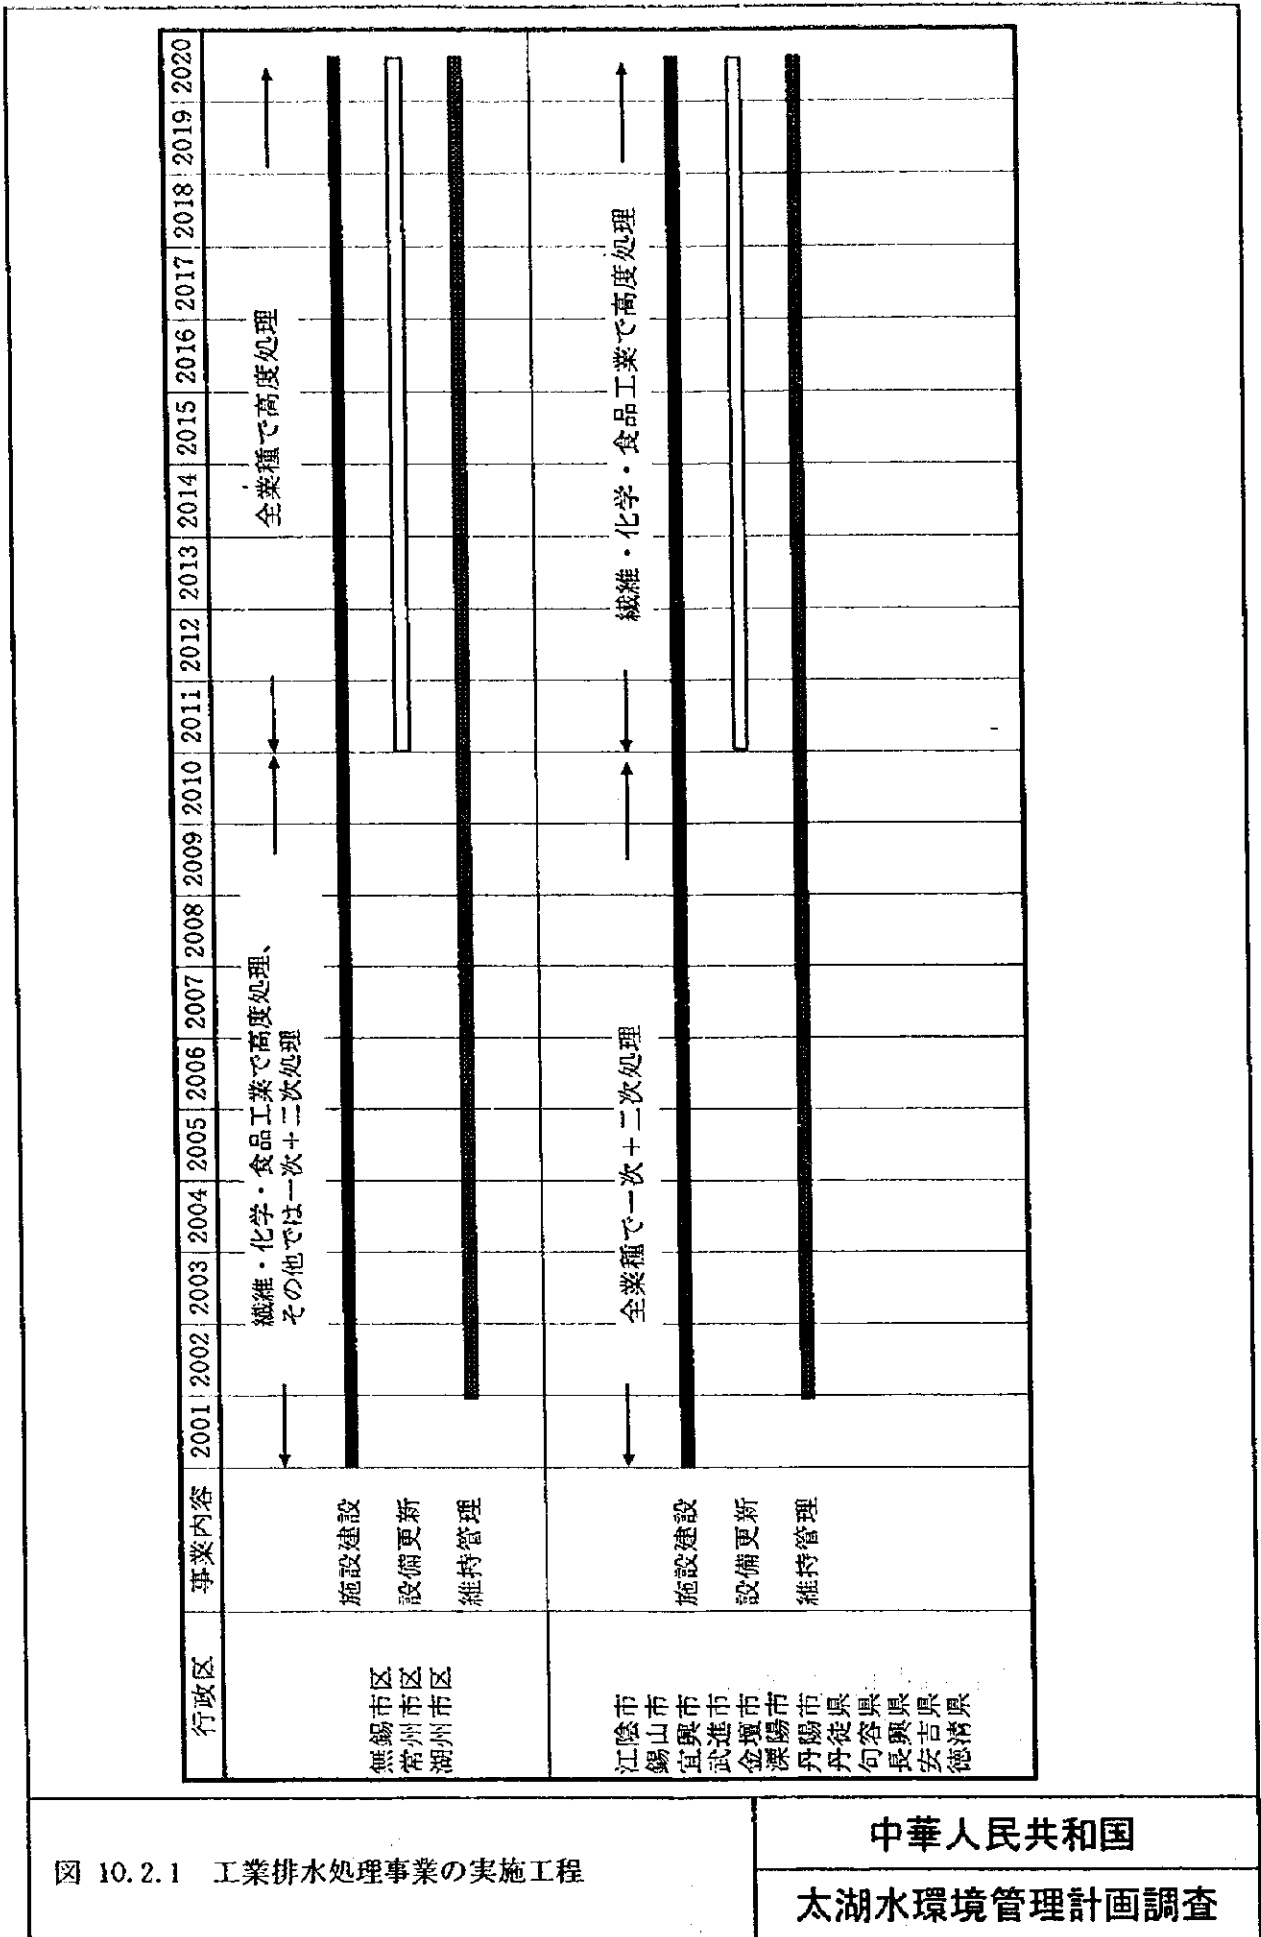 行政区 事業内容 2001 2002 2003 2004 2005 2006 2007 2008 2009 2010 2011 2012 2013 2014 2015 2016 2017 2018 2019 2020
繊維・化学・食品工業で高度処理、
その他では一次＋二次処理
全業種で高度処理
無錫市区
常州市区
湖州市区
施設建設
設備更新
維持管理
全業種で一次＋二次処理
繊維・化学・食品工業で高度処理
江陰市
錫山市
宜興市
武進市
金壇市
溧陽市
丹陽市
丹徒県
句容県
長興県
安吉県
徳清県
施設建設
設備更新
維持管理
図 10.2.1 工業排水処理事業の実施工程
中華人民共和国
太湖水環境管理計画調査